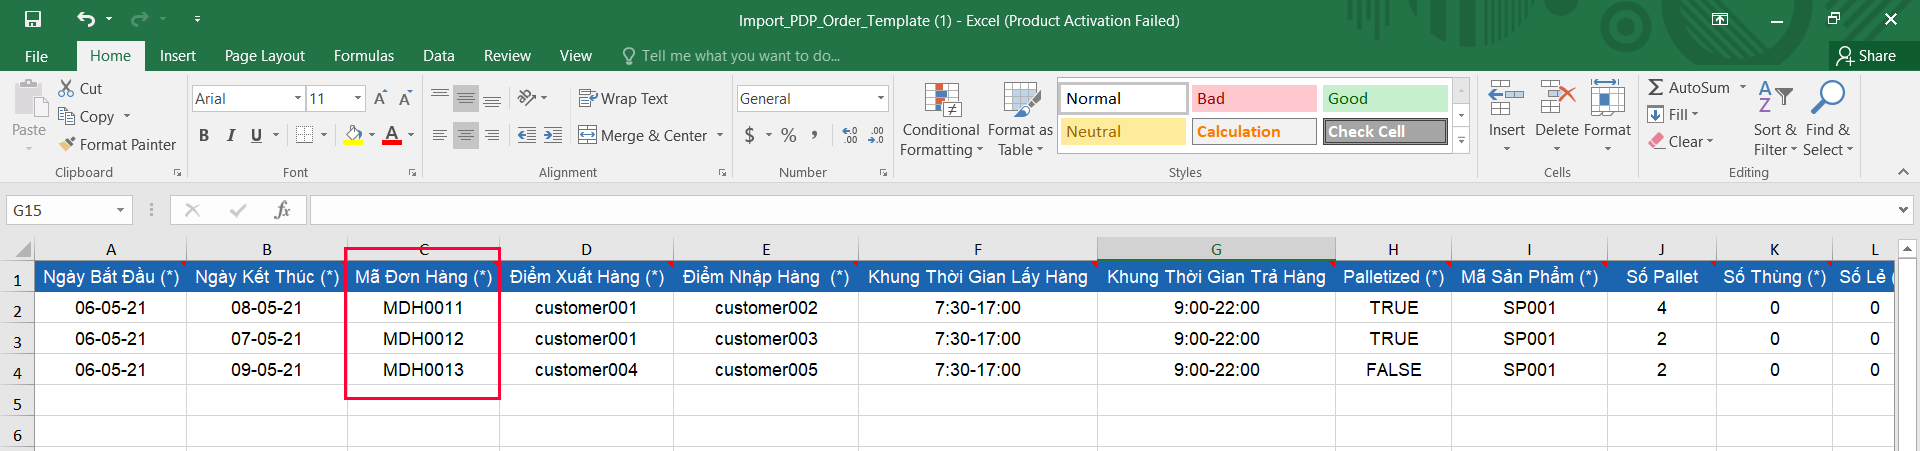 Import_PDP_Order_Template (1) - Excel (Product Activation Failed)
File Home Insert Page Layout Formulas Data Review View Tell me what you want to do... Share
Paste Cut Copy Format Painter
Clipboard
Arial 11
B I U A
Font
Wrap Text
Merge & Center
Alignment
General
$ % , .00 .0
Number
Conditional Formatting Format as Table
Normal Bad Good
Neutral Calculation Check Cell
Styles
Insert Delete Format
Cells
AutoSum
Fill
Clear
Sort & Filter Find & Select
Editing
G15 fx
A B C D E F G H I J K L
1 Ngày Bắt Đầu (*) Ngày Kết Thúc (*) Mã Đơn Hàng (*) Điểm Xuất Hàng (*) Điểm Nhập Hàng (*) Khung Thời Gian Lấy Hàng Khung Thời Gian Trả Hàng Palletized (*) Mã Sản Phẩm (*) Số Pallet Số Thùng (*) Số Lẻ (
2 06-05-21 08-05-21 MDH0011 customer001 customer002 7:30-17:00 9:00-22:00 TRUE SP001 4 0 0
3 06-05-21 07-05-21 MDH0012 customer001 customer003 7:30-17:00 9:00-22:00 TRUE SP001 2 0 0
4 06-05-21 09-05-21 MDH0013 customer004 customer005 7:30-17:00 9:00-22:00 FALSE SP001 2 0 0
5
6